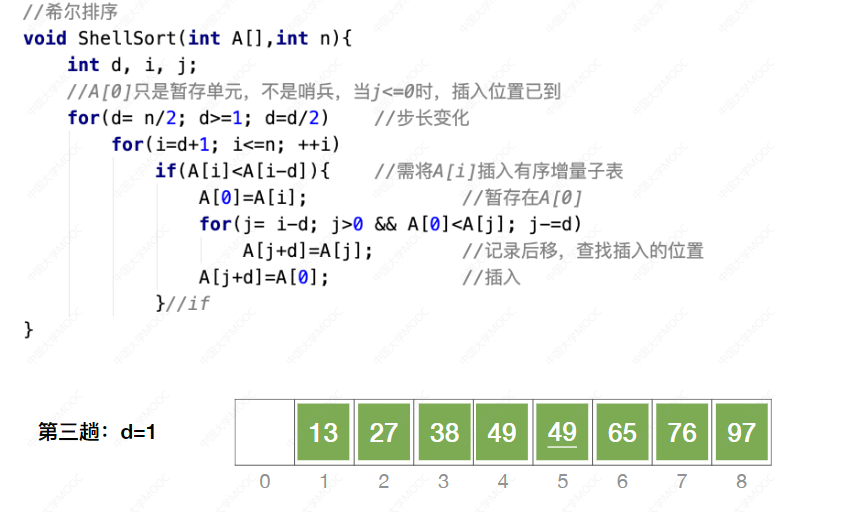 //希尔排序
void ShellSort(int A[],int n){
int d, i, j;
//A[0]只是暂存单元，不是哨兵，当j<=0时，插入位置已到
for(d= n/2; d>=1; d=d/2) //步长变化
for(i=d+1; i<=n; ++i)
if(A[i]<A[i-d]){ //需将A[i]插入有序增量子表
A[0]=A[i]; //暂存在A[0]
for(j= i-d; j>0 && A[0]<A[j]; j-=d)
A[j+d]=A[j]; //记录后移，查找插入的位置
A[j+d]=A[0]; //插入
}//if
}
第三趟：d=1 13 27 38 49 49 65 76 97
0 1 2 3 4 5 6 7 8